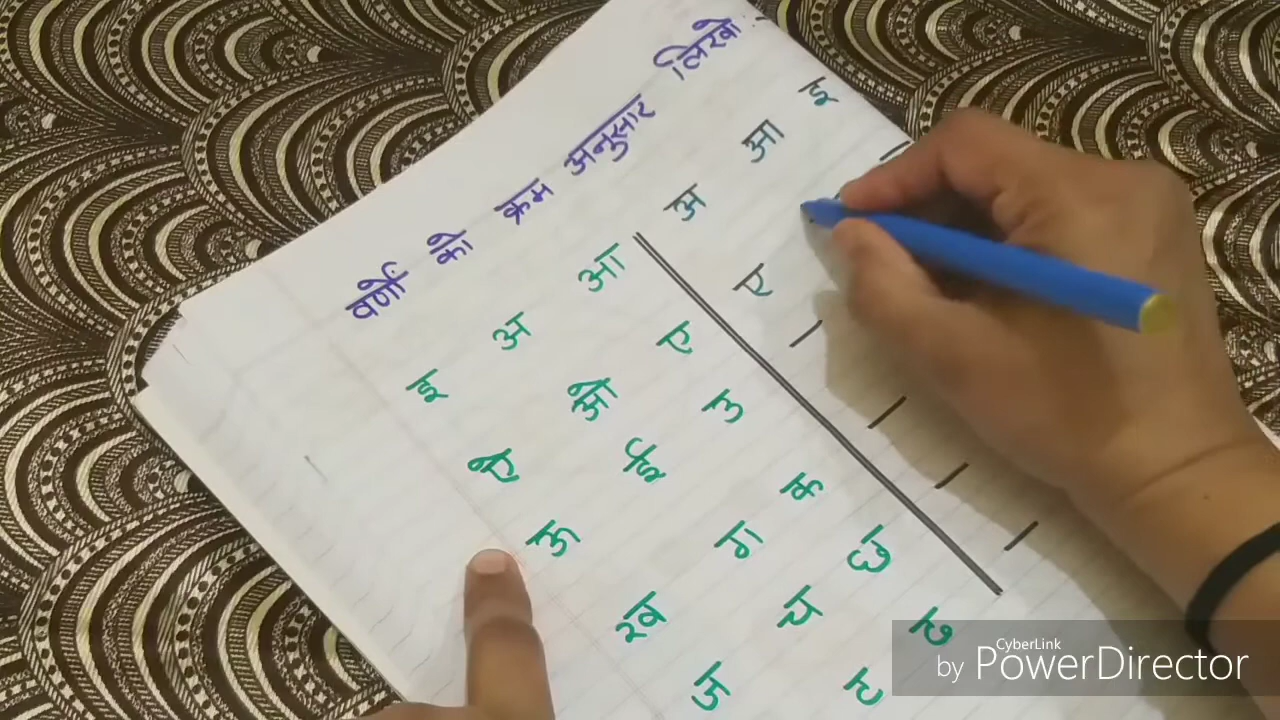 वर्णों को क्रम अनुसार लिखे :
इ अ आ
ऐ ओ ए
ऊ ई उ
ख ग क
ज च छ
ट ठ
अ आ इ
ए
CyberLink
by PowerDirector